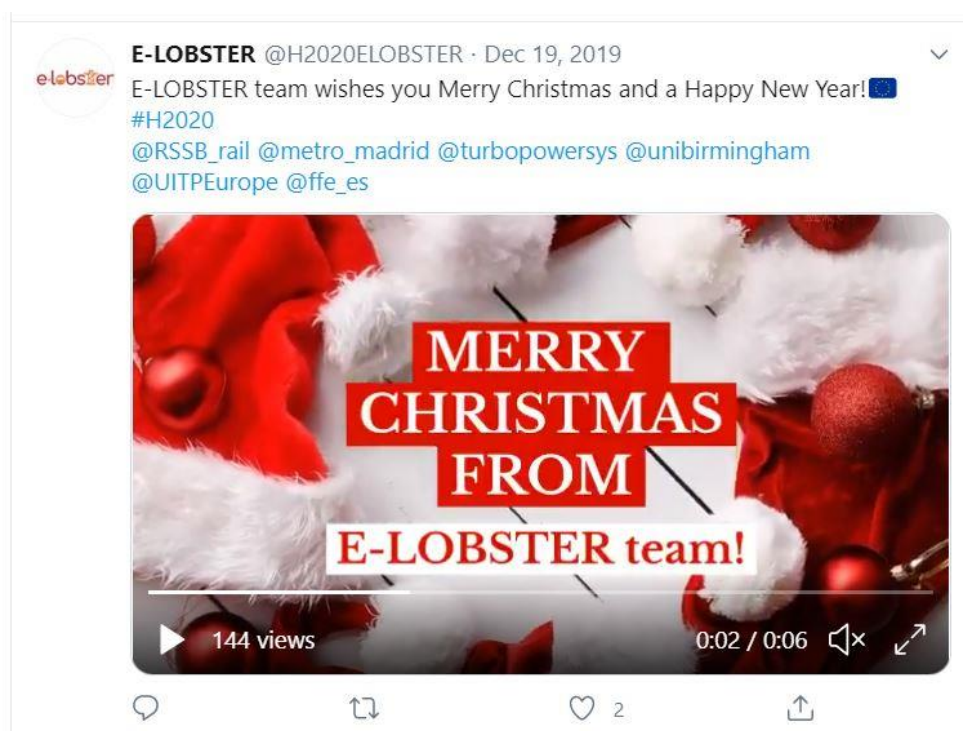 e-lobster
E-LOBSTER @H2020ELOBSTER · Dec 19, 2019
E-LOBSTER team wishes you Merry Christmas and a Happy New Year!🇪🇺
#H2020
@RSSB_rail @metro_madrid @turbopowersys @unibirmingham
@UITPEurope @ffe_es
MERRY
CHRISTMAS
FROM
E-LOBSTER team!
144 views
0:02 / 0:06
2